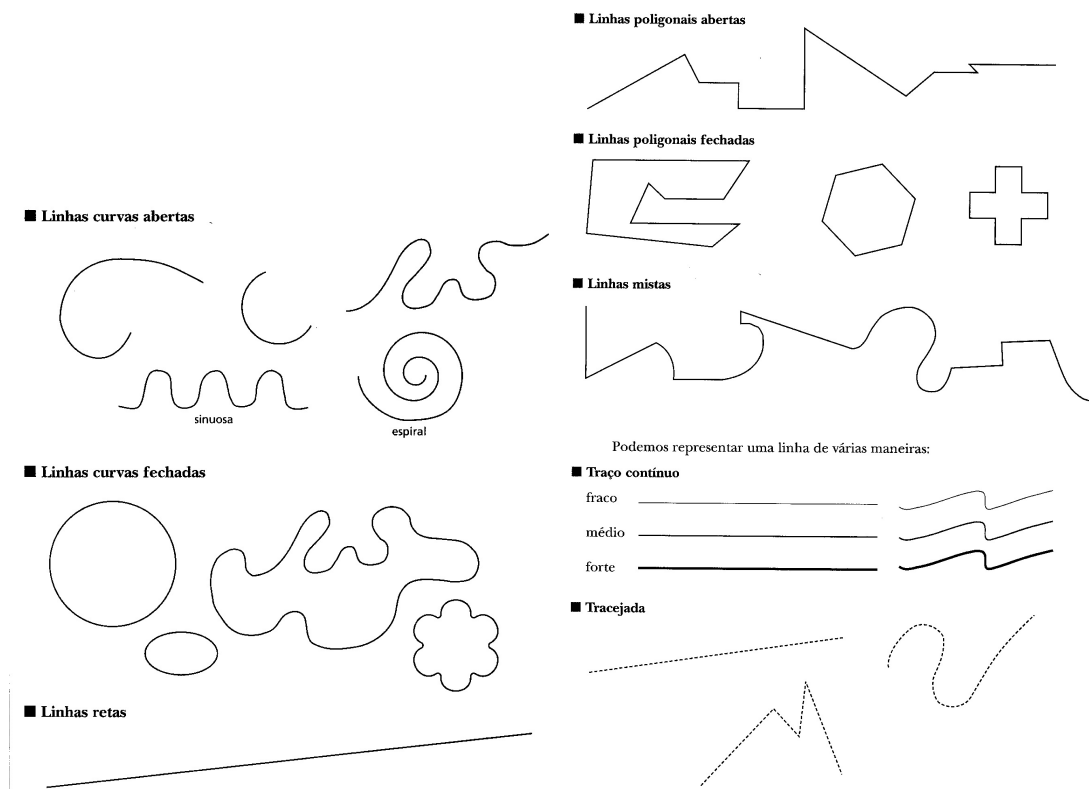 Linhas curvas abertas
sinuosa
espiral
Linhas curvas fechadas
Linhas retas
Linhas poligonais abertas
Linhas poligonais fechadas
Linhas mistas
Podemos representar uma linha de várias maneiras:
Traço contínuo
fraco
médio
forte
Tracejada